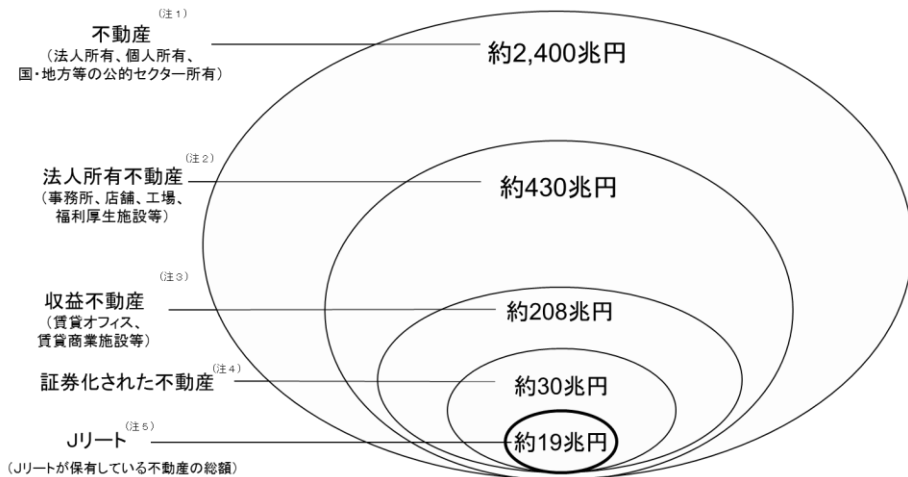 (注1)
不動産
（法人所有、個人所有、
国・地方等の公的セクター所有）
約2,400兆円
(注2)
法人所有不動産
（事務所、店舗、工場、
福利厚生施設等）
約430兆円
(注3)
収益不動産
（賃貸オフィス、
賃貸商業施設等）
約208兆円
証券化された不動産(注4)
約30兆円
Jリート(注5)
約19兆円
（Jリートが保有している不動産の総額）